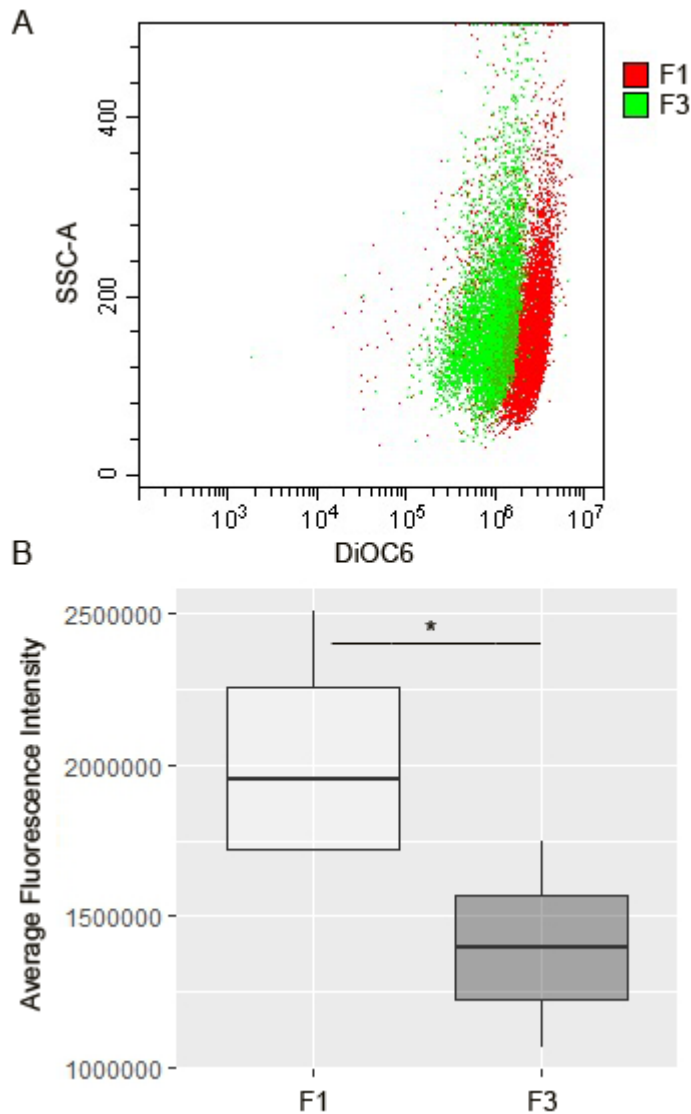 A
F1
F3
SSC-A
400
200
0
10³ 10⁴ 10⁵ 10⁶ 10⁷
DiOC6
B
Average Fluorescence Intensity
2500000
2000000
1500000
1000000
*
F1 F3